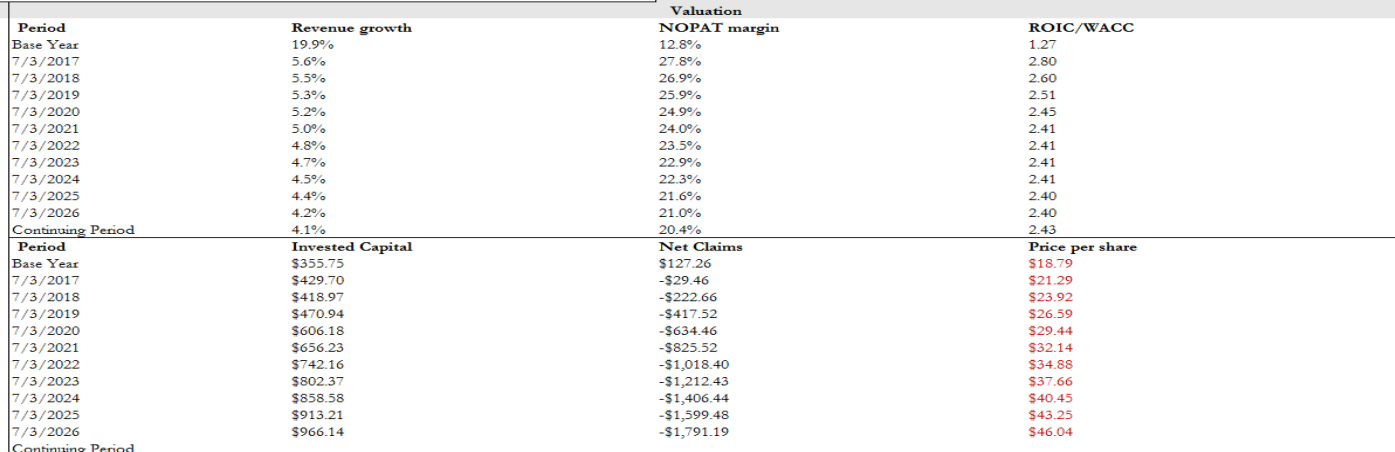 Valuation
Period Revenue growth NOPAT margin ROIC/WACC
Base Year 19.9% 12.8% 1.27
7/3/2017 5.6% 27.8% 2.80
7/3/2018 5.5% 26.9% 2.60
7/3/2019 5.3% 25.9% 2.51
7/3/2020 5.2% 24.9% 2.45
7/3/2021 5.0% 24.0% 2.41
7/3/2022 4.8% 23.5% 2.41
7/3/2023 4.7% 22.9% 2.41
7/3/2024 4.5% 22.3% 2.41
7/3/2025 4.4% 21.6% 2.40
7/3/2026 4.2% 21.0% 2.40
Continuing Period 4.1% 20.4% 2.43
Period Invested Capital Net Claims Price per share
Base Year $355.75 $127.26 $18.79
7/3/2017 $429.70 -$29.46 $21.29
7/3/2018 $418.97 -$222.66 $23.92
7/3/2019 $470.94 -$417.52 $26.59
7/3/2020 $606.18 -$634.46 $29.44
7/3/2021 $656.23 -$825.52 $32.14
7/3/2022 $742.16 -$1,018.40 $34.88
7/3/2023 $802.37 -$1,212.43 $37.66
7/3/2024 $858.58 -$1,406.44 $40.45
7/3/2025 $913.21 -$1,599.48 $43.25
7/3/2026 $966.14 -$1,791.19 $46.04
Continuing Period